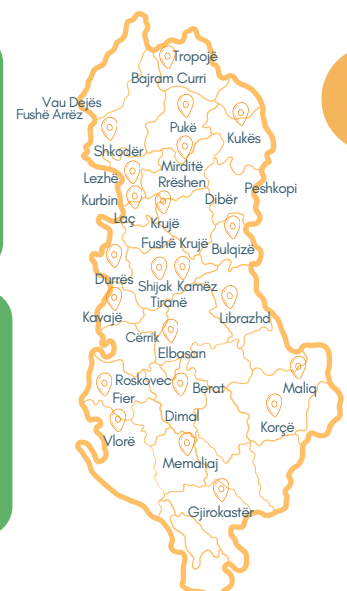 Tropojë
Bajram Curri
Vau Dejës
Fushë Arrëz
Pukë
Kukës
Shkodër
Mirditë
Rrëshen
Lezhë
Peshkopi
Kurbin
Dibër
Laç
Krujë
Fushë Krujë
Bulqizë
Durrës
Shijak
Kamëz
Tiranë
Kavajë
Librazhd
Cërrik
Elbasan
Roskovec
Berat
Maliq
Fier
Dimal
Korçë
Vlorë
Memaliaj
Gjirokastër